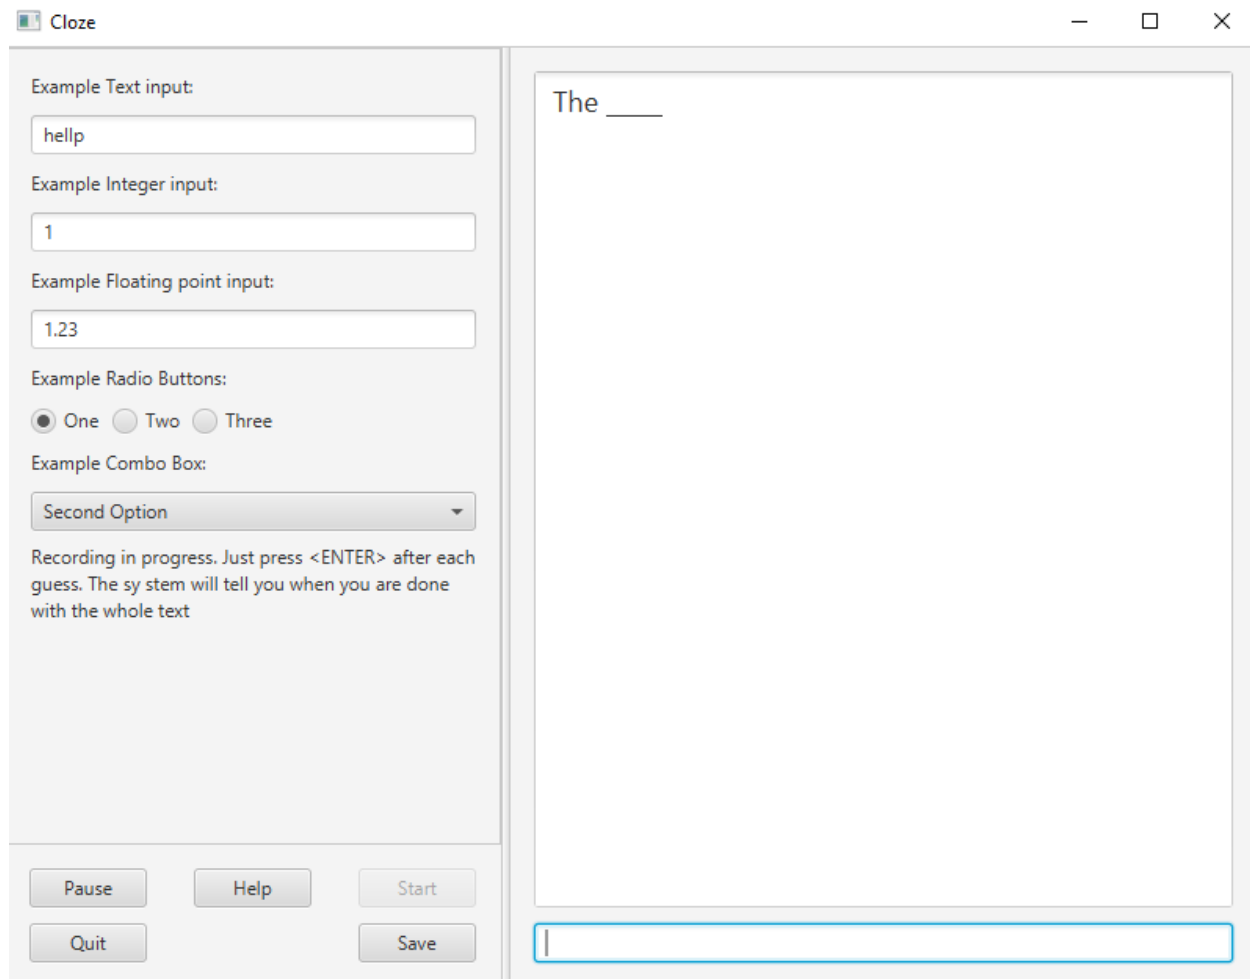 Cloze
Example Text input:
hellp
Example Integer input:
1
Example Floating point input:
1.23
Example Radio Buttons:
One Two Three
Example Combo Box:
Second Option
Recording in progress. Just press <ENTER> after each
guess. The sy stem will tell you when you are done
with the whole text
Pause Help Start
Quit Save
The ____